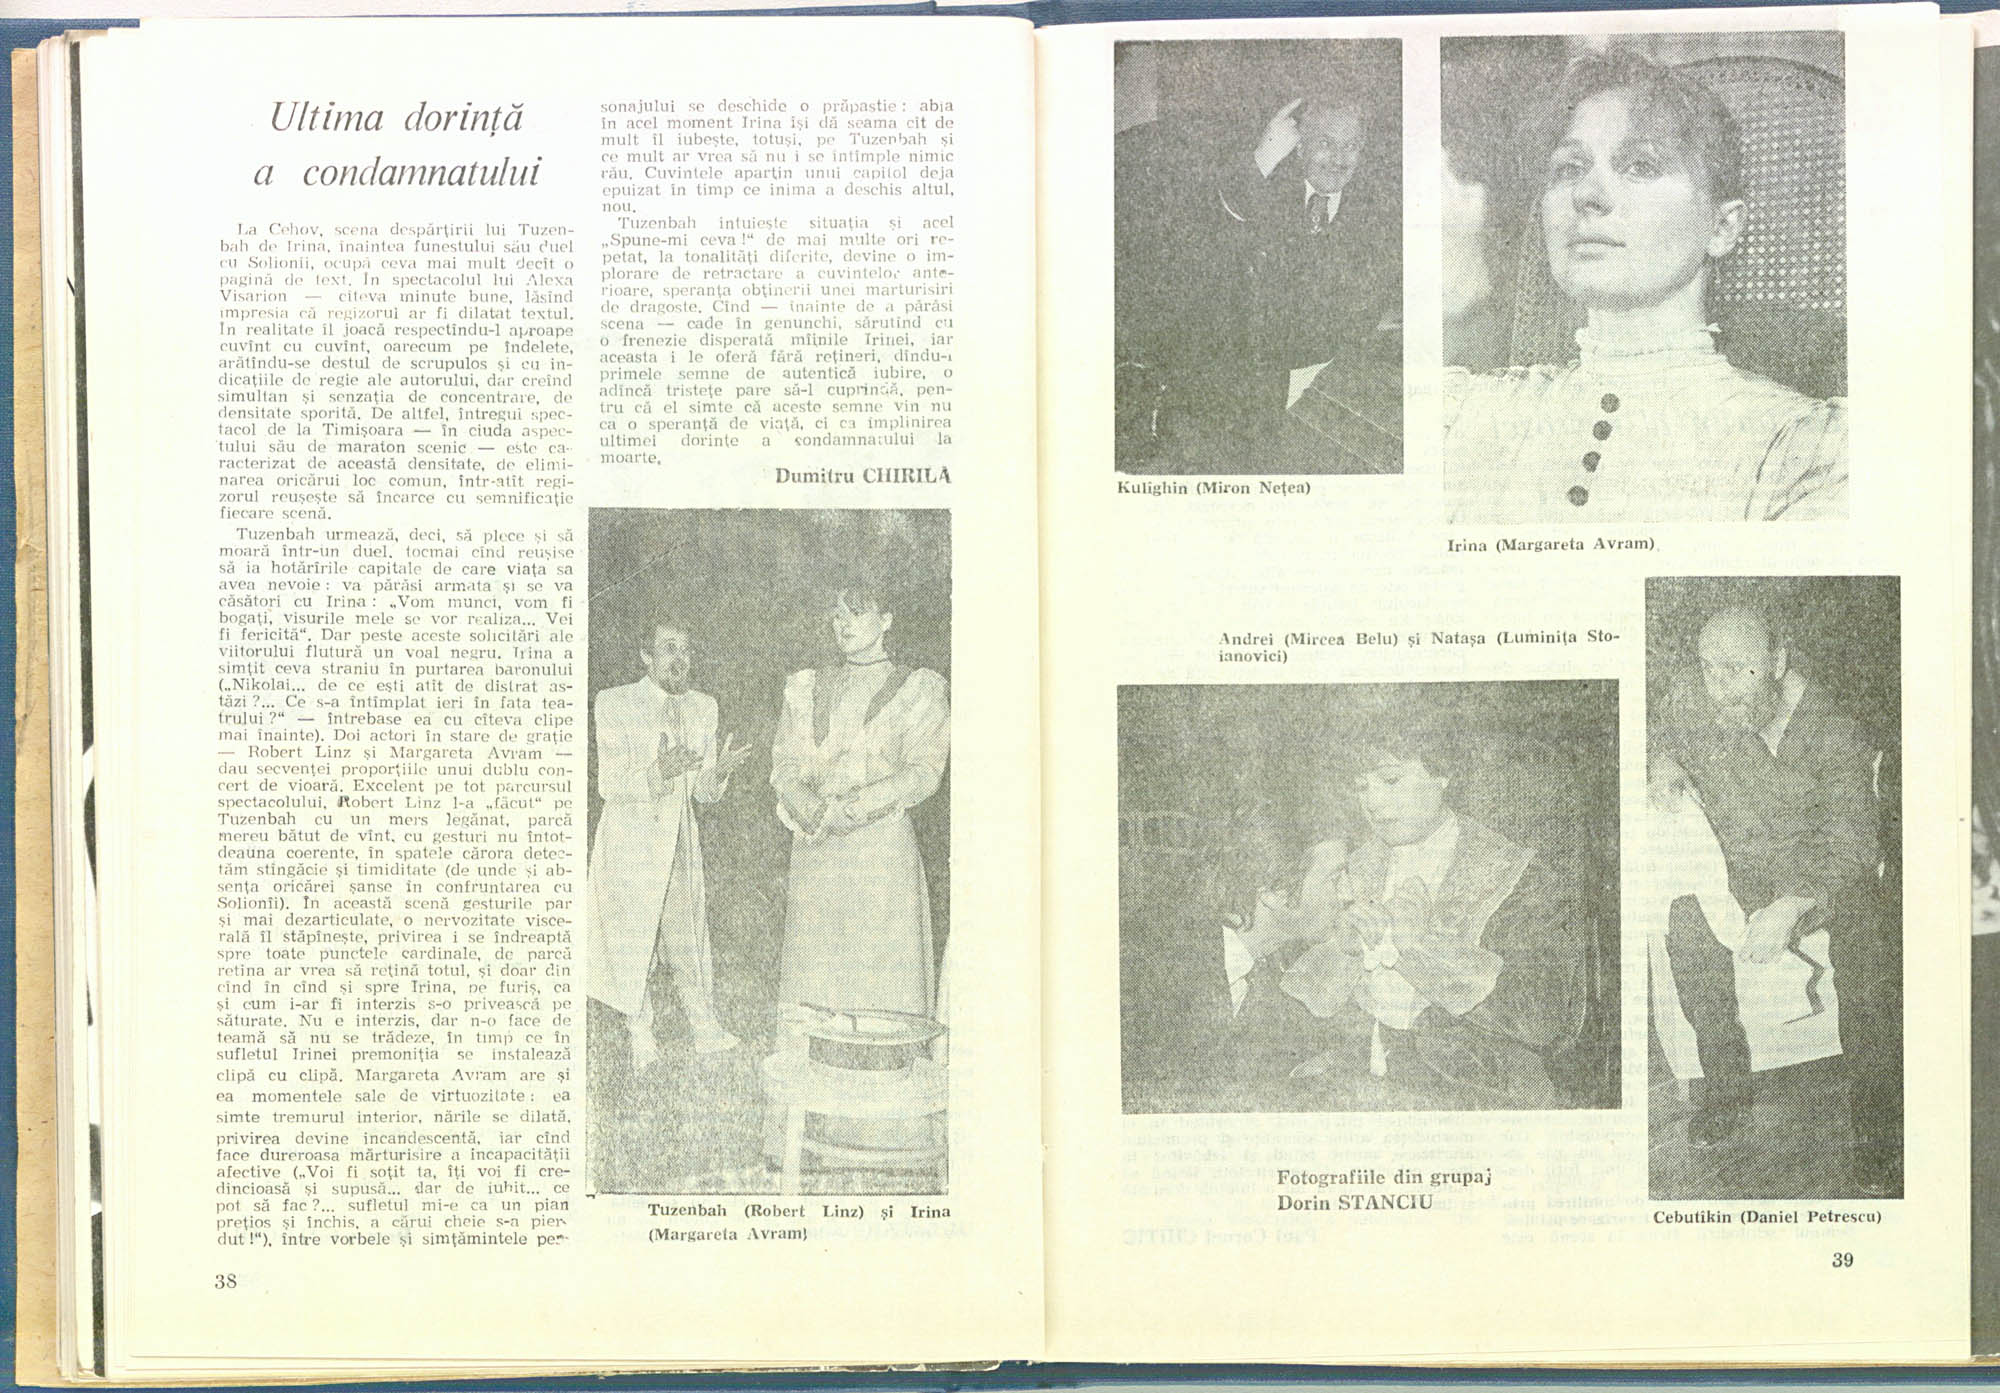 Ultima dorință
a condamnatului
La Cehov, scena despărțirii lui Tuzen-
bah de Irina, înaintea funestului său duel
cu Solionîi, ocupă ceva mai mult decît o
pagină de text. In spectacolul lui Alexa
Visarion — cîteva minute bune, lăsînd
impresia că regizorul ar fi dilatat textul.
In realitate îl joacă respectîndu-l aproape
cuvînt cu cuvînt, oarecum pe îndelete,
arătîndu-se destul de scrupulos și cu in-
dicațiile de regie ale autorului, dar creînd
simultan și senzația de concentrare, de
densitate sporită. De altfel, întregui spec-
tacol de la Timișoara — în ciuda aspec-
tului său de maraton scenic — este ca-
racterizat de această densitate, de elimi-
narea oricărui loc comun, într-atît regi-
zorul reușește să încarce cu semnificație
fiecare scenă.
Tuzenbah urmează, deci, să plece și să
moară într-un duel, tocmai cînd reușise
să ia hotărîrile capitale de care viața sa
avea nevoie : va părăsi armata și se va
căsători cu Irina : „Vom munci, vom fi
bogați, visurile mele se vor realiza... Vei
fi fericită“. Dar peste aceste solicitări ale
viitorului flutură un voal negru. Irina a
simțit ceva straniu în purtarea baronului
(„Nikolai... de ce ești atît de distrat as-
tăzi ?... Ce s-a întîmplat ieri în fața tea-
trului ?“ — întrebase ea cu cîteva clipe
mai înainte). Doi actori în stare de grație
— Robert Linz și Margareta Avram —
dau secvenței proporțiile unui dublu con-
cert de vioară. Excelent pe tot parcursul
spectacolului, Robert Linz l-a „făcut“ pe
Tuzenbah cu un mers legănat, parcă
mereu bătut de vînt, cu gesturi nu întot-
deauna coerente, în spatele cărora detec-
tăm stîngăcie și timiditate (de unde și ab-
sența oricărei șanse în confruntarea cu
Solionîi). În această scenă gesturile par
și mai dezarticulate, o nervozitate visce-
rală îl stăpînește, privirea i se îndreaptă
spre toate punctele cardinale, de parcă
retina ar vrea să rețină totul, și doar din
cînd în cînd și spre Irina, pe furiș, ca
și cum i-ar fi interzis s-o privească pe
săturate. Nu e interzis, dar n-o face de
teamă să nu se trădeze, în timp ce în
sufletul Irinei premoniția se instalează
clipă cu clipă. Margareta Avram are și
ea momentele sale de virtuozitate : ea
simte tremurul interior, nările se dilată,
privirea devine incandescentă, iar cînd
face dureroasa mărturisire a incapacității
afective („Voi fi soțit ta, îți voi fi cre-
dincioasă și supusă... dar de iubit... ce
pot să fac ?... sufletul mi-e ca un pian
prețios și închis, a cărui cheie s-a pier-
dut !“), între vorbele și simțămintele per-
sonajului se deschide o prăpastie : abia
în acel moment Irina își dă seama cît de
mult îl iubește, totuși, pe Tuzenbah și
ce mult ar vrea să nu i se întîmple nimic
rău. Cuvintele aparțin unui capitol deja
epuizat în timp ce inima a deschis altul,
nou.
Tuzenbah intuiește situația și acel
„Spune-mi ceva !“ de mai multe ori re-
petat, la tonalități diferite, devine o im-
plorare de retractare a cuvintelor ante-
rioare, speranța obținerii unei marturisiri
de dragoste. Cînd — înainte de a părăsi
scena — cade în genunchi, sărutînd cu
o frenezie disperată mîinile Irinei, iar
aceasta i le oferă fără rețineri, dîndu-i
primele semne de autentică iubire, o
adîncă tristețe pare să-l cuprindă, pen-
tru că el simte că aceste semne vin nu
ca o speranță de viață, ci ca împlinirea
ultimei dorințe a condamnatului la
moarte.
Dumitru CHIRILĂ
Tuzenbah (Robert Linz) și Irina
(Margareta Avram)
38
Kulighin (Miron Nețea)
Irina (Margareta Avram)
Andrei (Mircea Belu) și Natașa (Luminița Sto-
ianovici)
Fotografiile din grupaj
Dorin STANCIU
Cebutîkin (Daniel Petrescu)
39